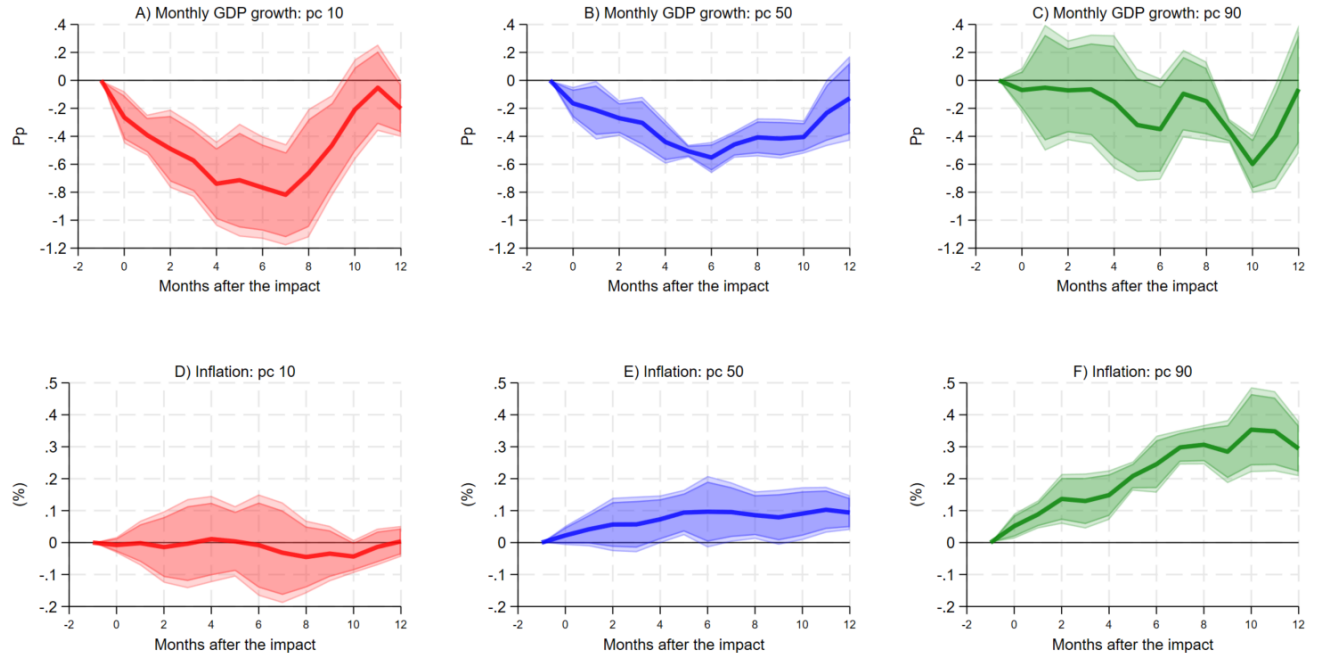 A) Monthly GDP growth: pc 10
.4
.2
0
-.2
-.4
-.6
-.8
-1
-1.2
Pp
-2 0 2 4 6 8 10 12
Months after the impact
B) Monthly GDP growth: pc 50
.4
.2
0
-.2
-.4
-.6
-.8
-1
-1.2
Pp
-2 0 2 4 6 8 10 12
Months after the impact
C) Monthly GDP growth: pc 90
.4
.2
0
-.2
-.4
-.6
-.8
-1
-1.2
Pp
-2 0 2 4 6 8 10 12
Months after the impact
D) Inflation: pc 10
.5
.4
.3
.2
.1
0
-.1
-.2
(%)
-2 0 2 4 6 8 10 12
Months after the impact
E) Inflation: pc 50
.5
.4
.3
.2
.1
0
-.1
-.2
(%)
-2 0 2 4 6 8 10 12
Months after the impact
F) Inflation: pc 90
.5
.4
.3
.2
.1
0
-.1
-.2
(%)
-2 0 2 4 6 8 10 12
Months after the impact